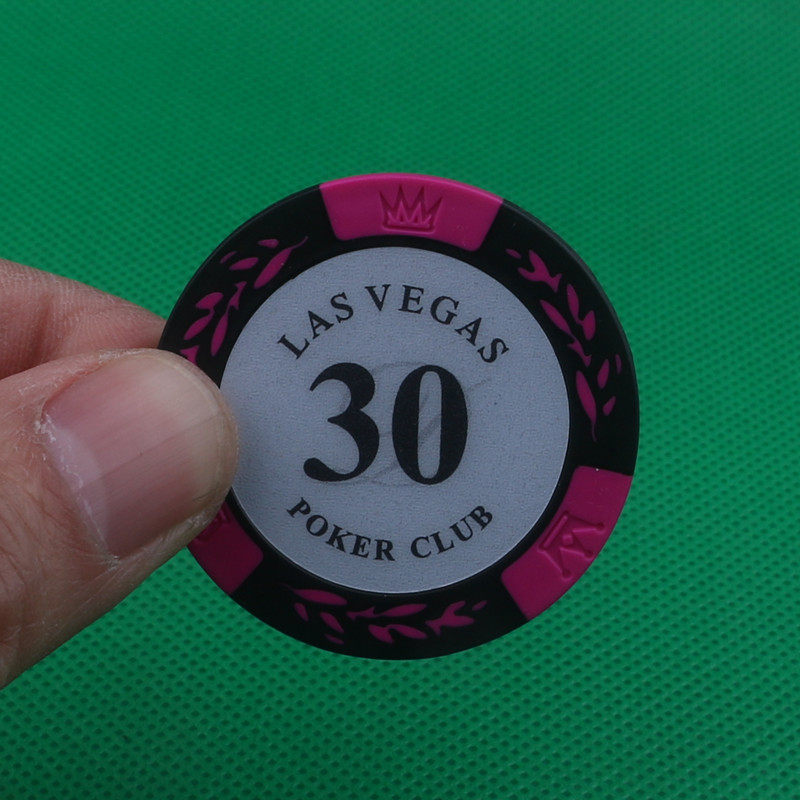 LAS VEGAS
30
POKER CLUB